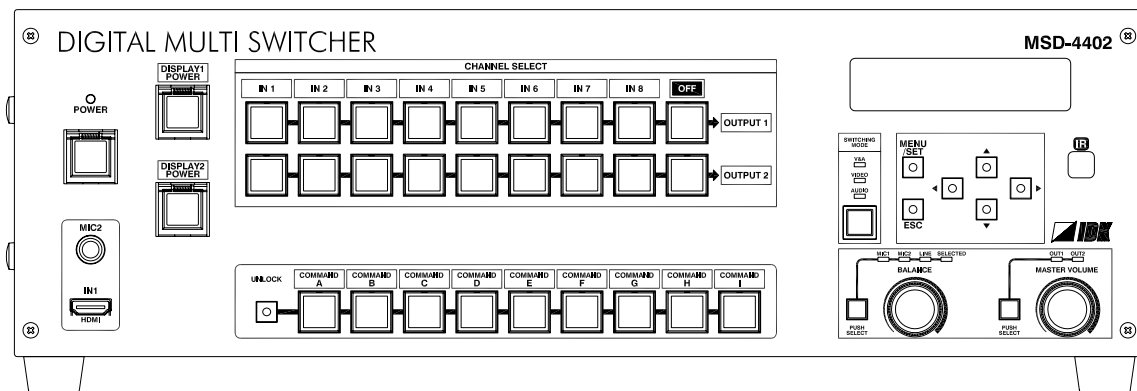 DIGITAL MULTI SWITCHER
MSD-4402
POWER
DISPLAY1
POWER
DISPLAY2
POWER
CHANNEL SELECT
IN 1 IN 2 IN 3 IN 4 IN 5 IN 6 IN 7 IN 8 OFF
OUTPUT 1
OUTPUT 2
SWITCHING
MODE
V&A
VIDEO
AUDIO
MENU
/SET
ESC
IR
IDK
MIC2
IN1
HDMI
UNLOCK
COMMAND
A
COMMAND
B
COMMAND
C
COMMAND
D
COMMAND
E
COMMAND
F
COMMAND
G
COMMAND
H
COMMAND
I
MIC1 MIC2 LINE SELECTED
BALANCE
PUSH
SELECT
OUT1 OUT2
MASTER VOLUME
PUSH
SELECT